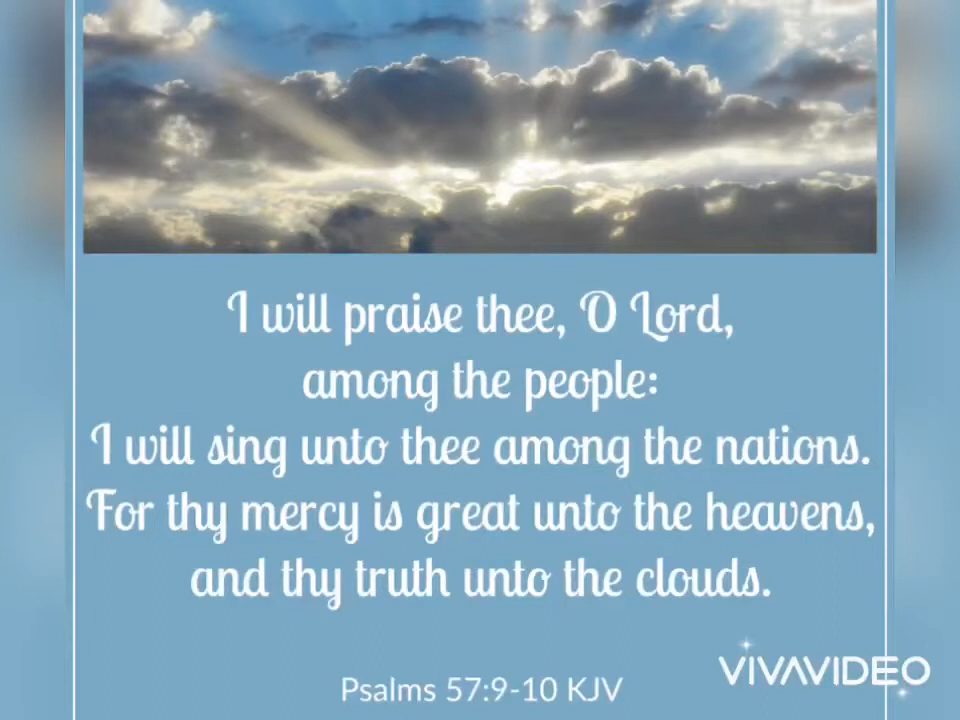 I will praise thee, O Lord,
among the people:
I will sing unto thee among the nations.
For thy mercy is great unto the heavens,
and thy truth unto the clouds.
Psalms 57:9-10 KJV
VIVAVIDEO